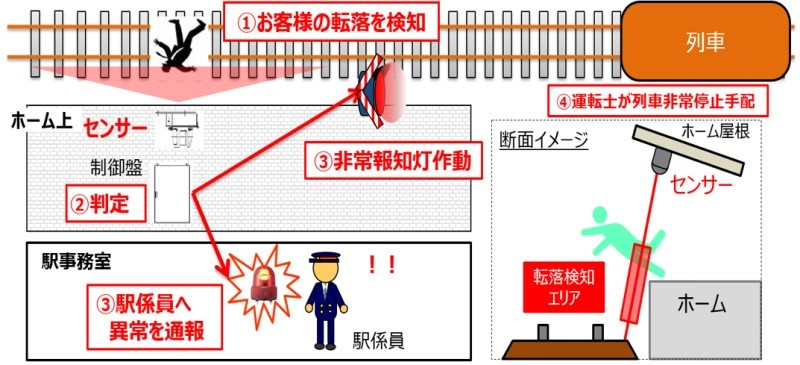 ①お客様の転落を検知
列車
④運転士が列車非常停止手配
ホーム上
センサー
制御盤
②判定
③非常報知灯作動
駅事務室
③駅係員へ
異常を通報
!!
駅係員
断面イメージ
ホーム屋根
センサー
転落検知
エリア
ホーム